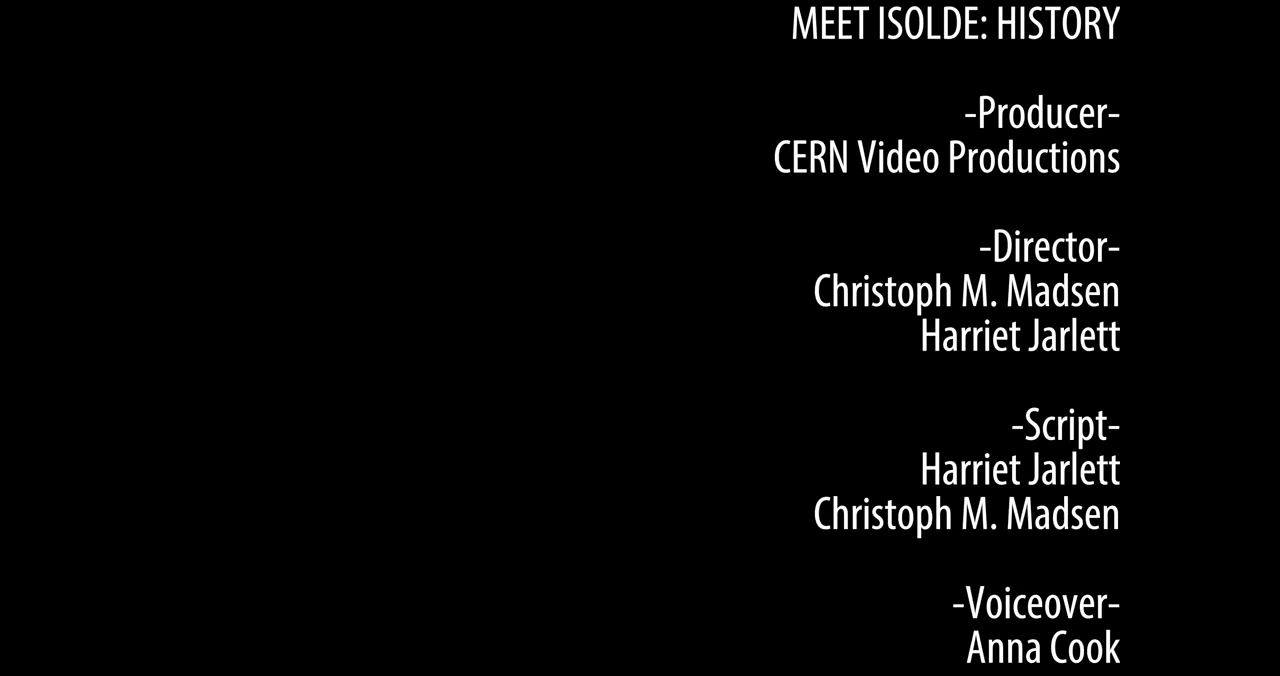 MEET ISOLDE: HISTORY
-Producer-
CERN Video Productions
-Director-
Christoph M. Madsen
Harriet Jarlett
-Script-
Harriet Jarlett
Christoph M. Madsen
-Voiceover-
Anna Cook